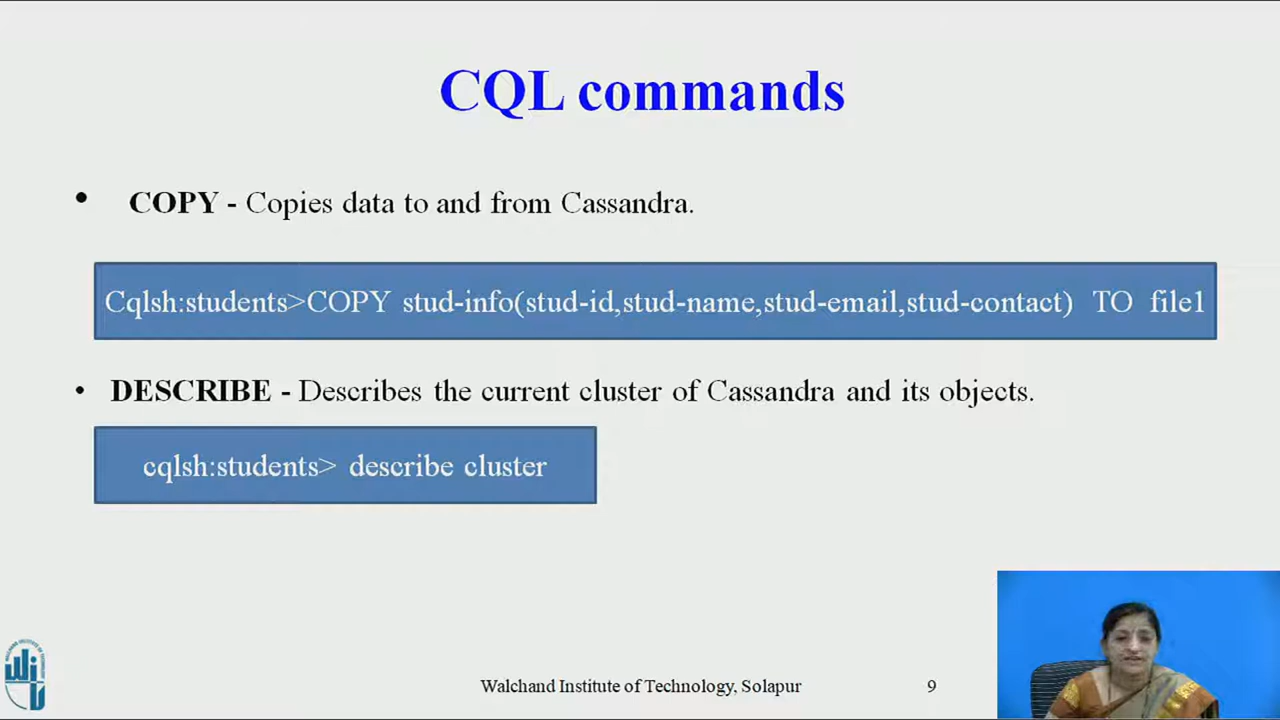 CQL commands
• COPY - Copies data to and from Cassandra.
Cqlsh:students>COPY stud-info(stud-id,stud-name,stud-email,stud-contact) TO file1
• DESCRIBE - Describes the current cluster of Cassandra and its objects.
cqlsh:students> describe cluster
Walchand Institute of Technology, Solapur
9